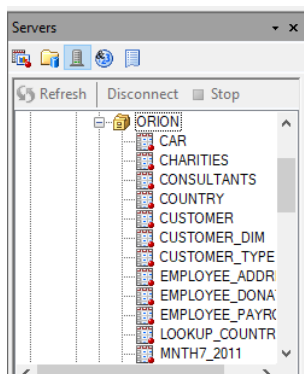 Servers
Refresh Disconnect Stop
ORION
CAR
CHARITIES
CONSULTANTS
COUNTRY
CUSTOMER
CUSTOMER_DIM
CUSTOMER_TYPE
EMPLOYEE_ADDR
EMPLOYEE_DONA
EMPLOYEE_PAYR
LOOKUP_COUNTR
MNTH7_2011